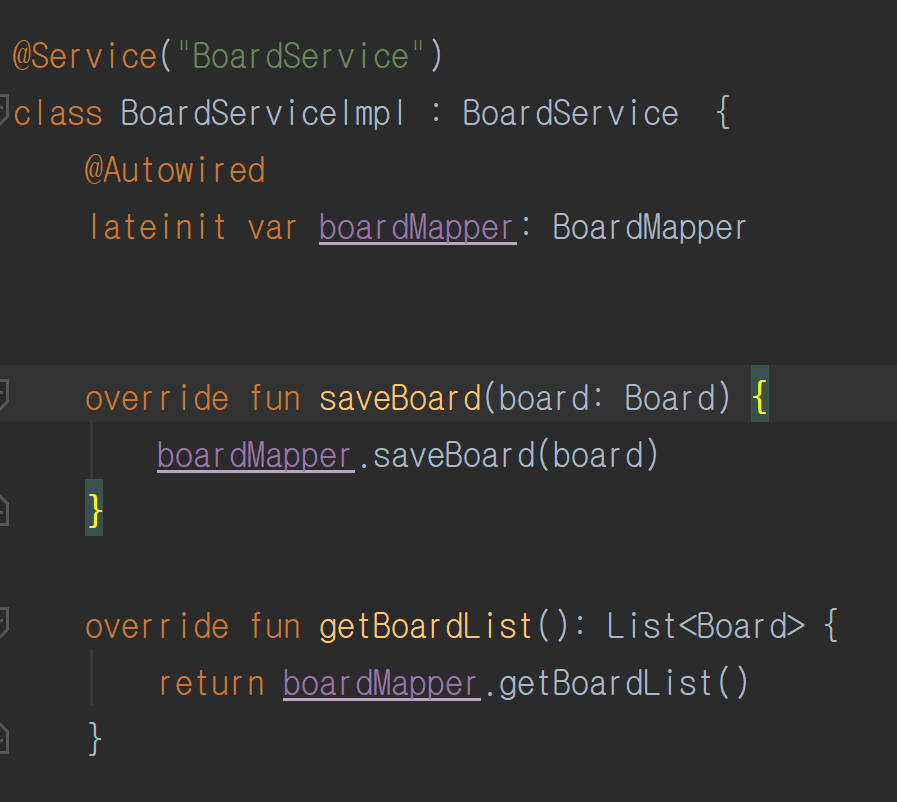 @Service("BoardService")
class BoardServiceImpl : BoardService  {
    @Autowired
    lateinit var boardMapper: BoardMapper
    override fun saveBoard(board: Board) {
        boardMapper.saveBoard(board)
    }
    override fun getBoardList(): List<Board> {
        return boardMapper.getBoardList()
    }